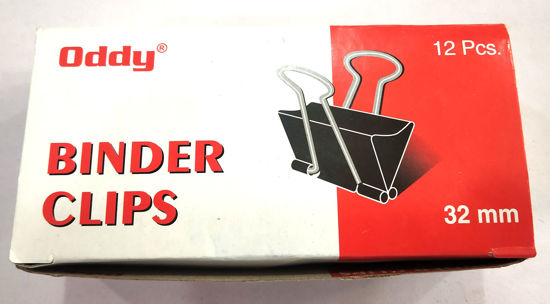 Oddy®
12 Pcs.
BINDER
CLIPS
32 mm